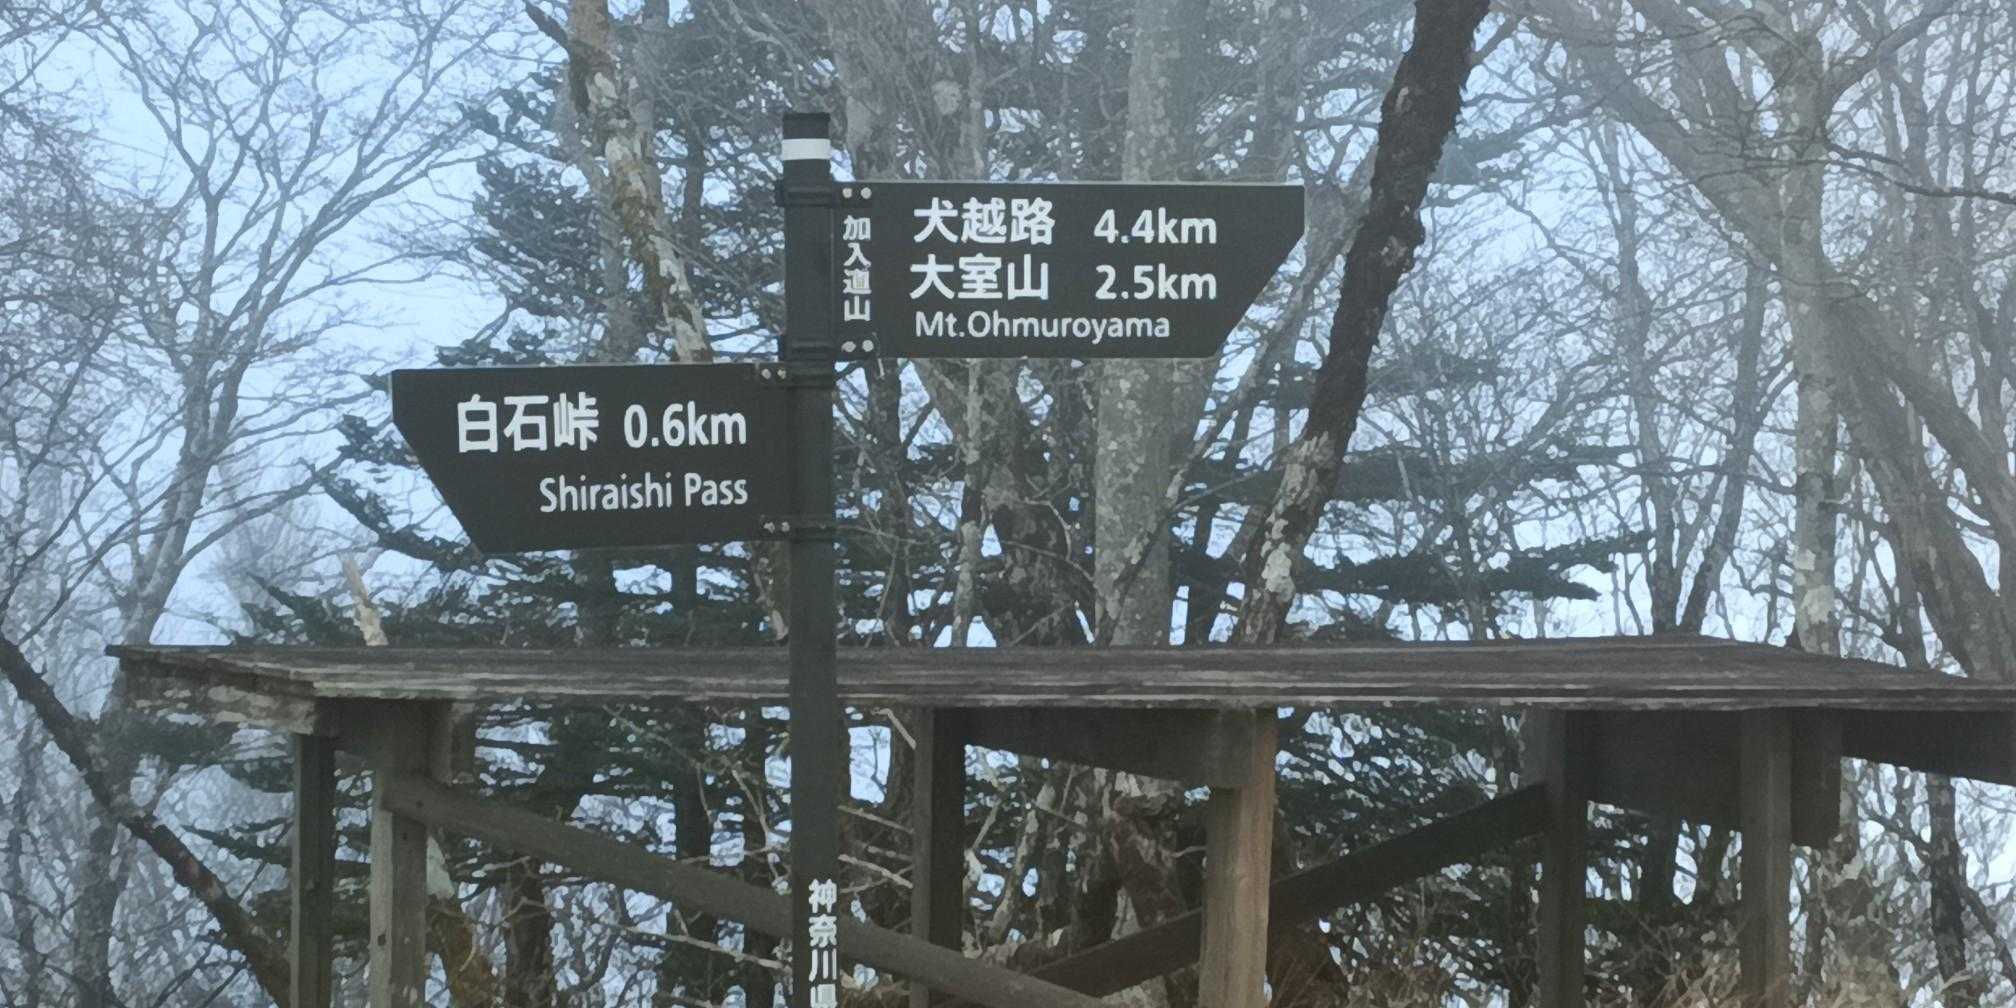 加入道山
犬越路 4.4km
大室山 2.5km
Mt.Ohmuroyama
白石峠 0.6km
Shiraishi Pass
神奈川県